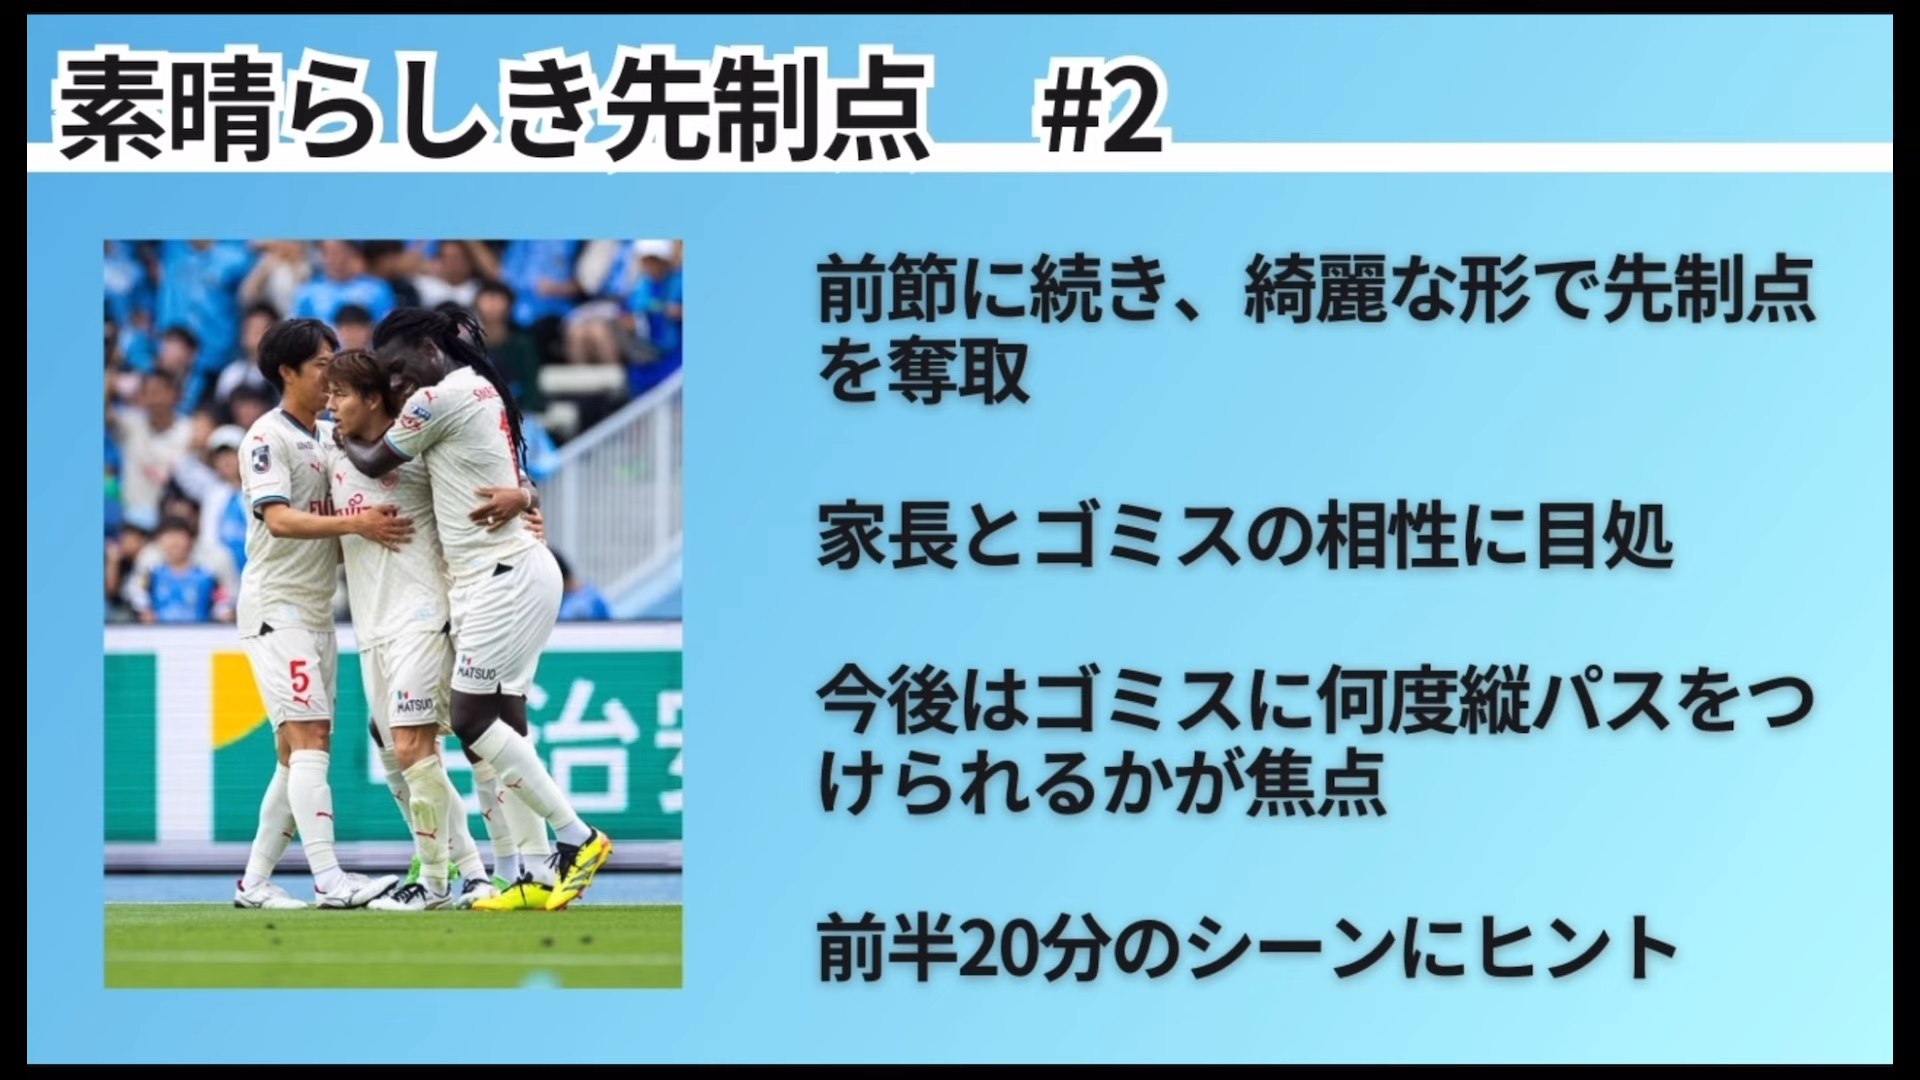 素晴らしき先制点　#2
前節に続き、綺麗な形で先制点
を奪取
家長とゴミスの相性に目処
今後はゴミスに何度縦パスをつ
けられるかが焦点
前半20分のシーンにヒント
5
MATSUO
MATSUO